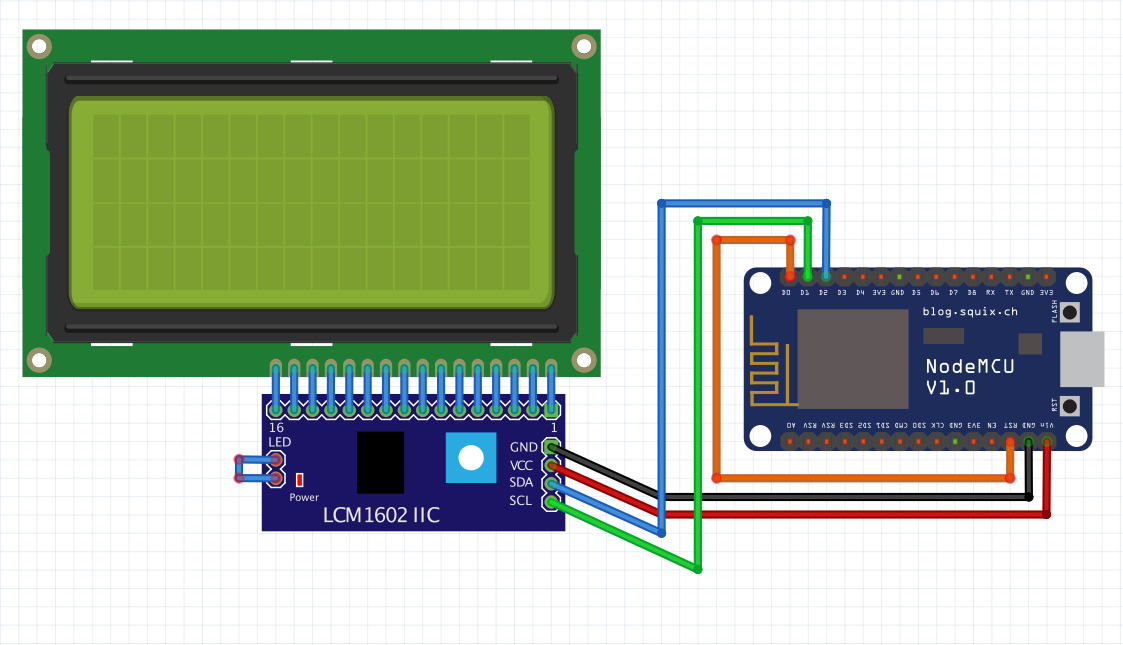 D0 D1 D2 D3 D4 3V3 GND D5 D6 D7 D8 RX TX GND 3V3
blog.squix.ch
FLASH
NodeMCU
V1.0
RST
A0 RSV RSV SD3 SD2 SD1 CMD SD0 CLK GND 3V3 EN RST GND Vin
16
1
LED
GND
VCC
SDA
SCL
Power
LCM1602 IIC